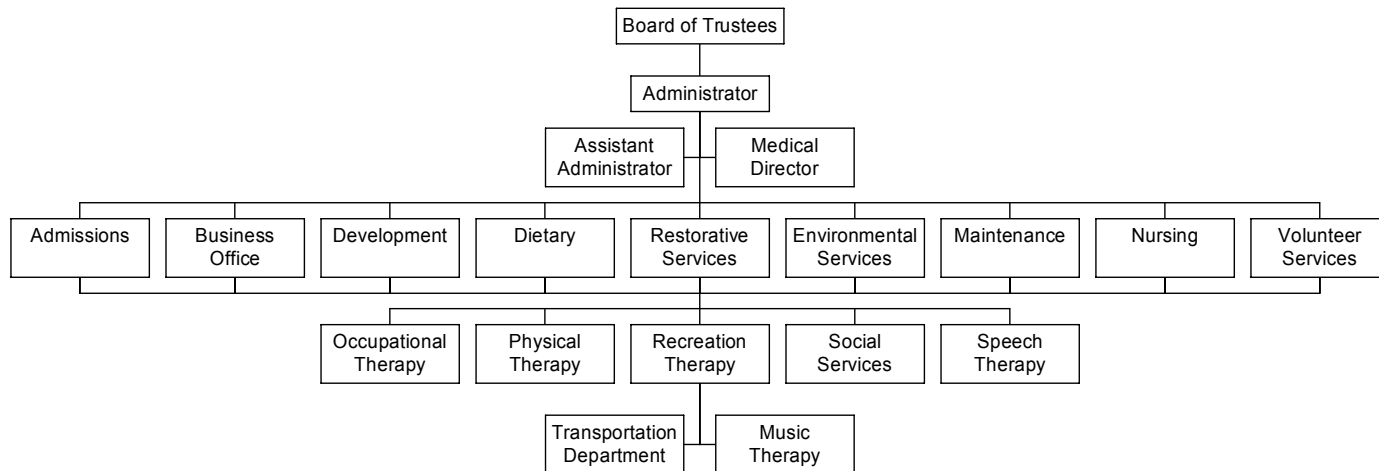 Board of Trustees
Administrator
Assistant
Administrator
Medical
Director
Admissions
Business
Office
Development
Dietary
Restorative
Services
Environmental
Services
Maintenance
Nursing
Volunteer
Services
Occupational
Therapy
Physical
Therapy
Recreation
Therapy
Social
Services
Speech
Therapy
Transportation
Department
Music
Therapy